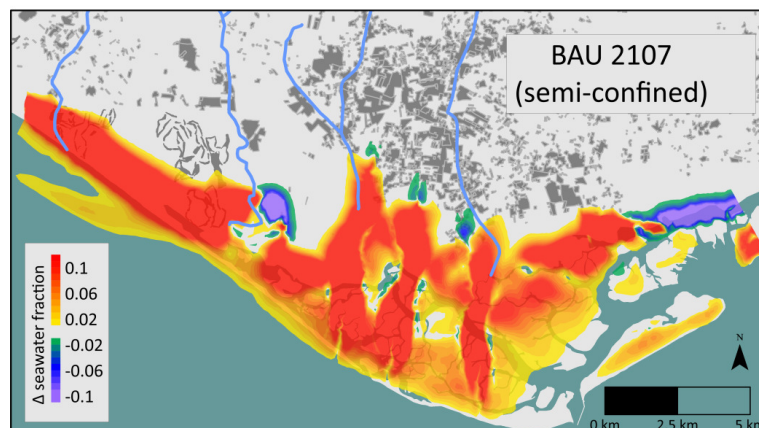 BAU 2107
(semi-confined)
Δ seawater fraction
0.1
0.06
0.02
-0.02
-0.06
-0.1
N
0 km 2.5 km 5 km